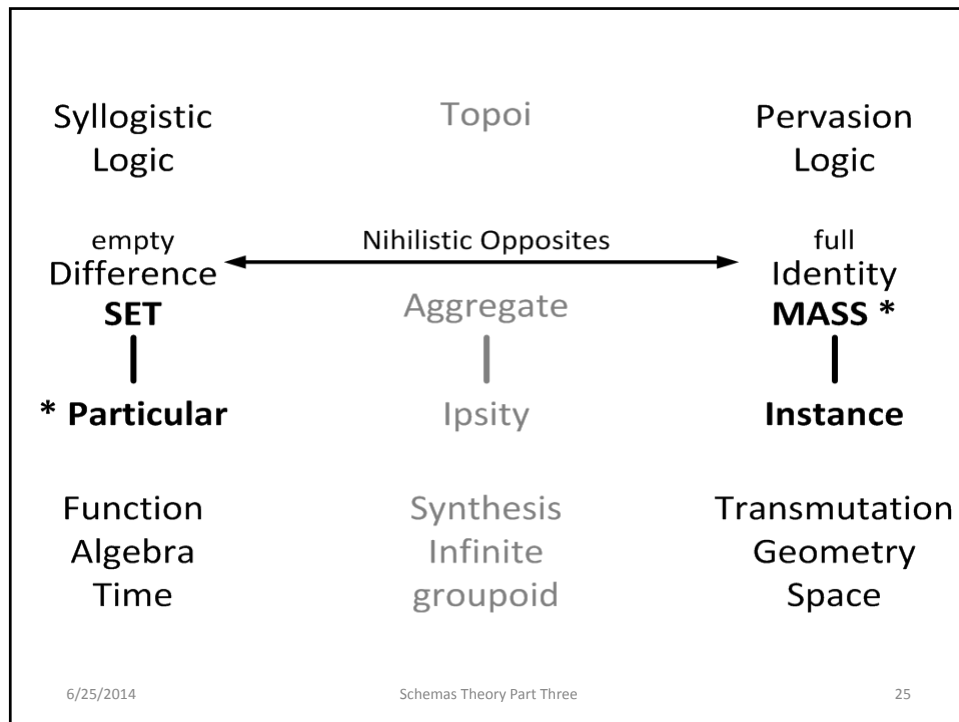 Syllogistic
Logic
Topoi
Pervasion
Logic
empty
Difference
SET
Nihilistic Opposites
full
Identity
MASS *
Aggregate
* Particular
Ipsity
Instance
Function
Algebra
Time
Synthesis
Infinite
groupoid
Transmutation
Geometry
Space
6/25/2014
Schemas Theory Part Three
25